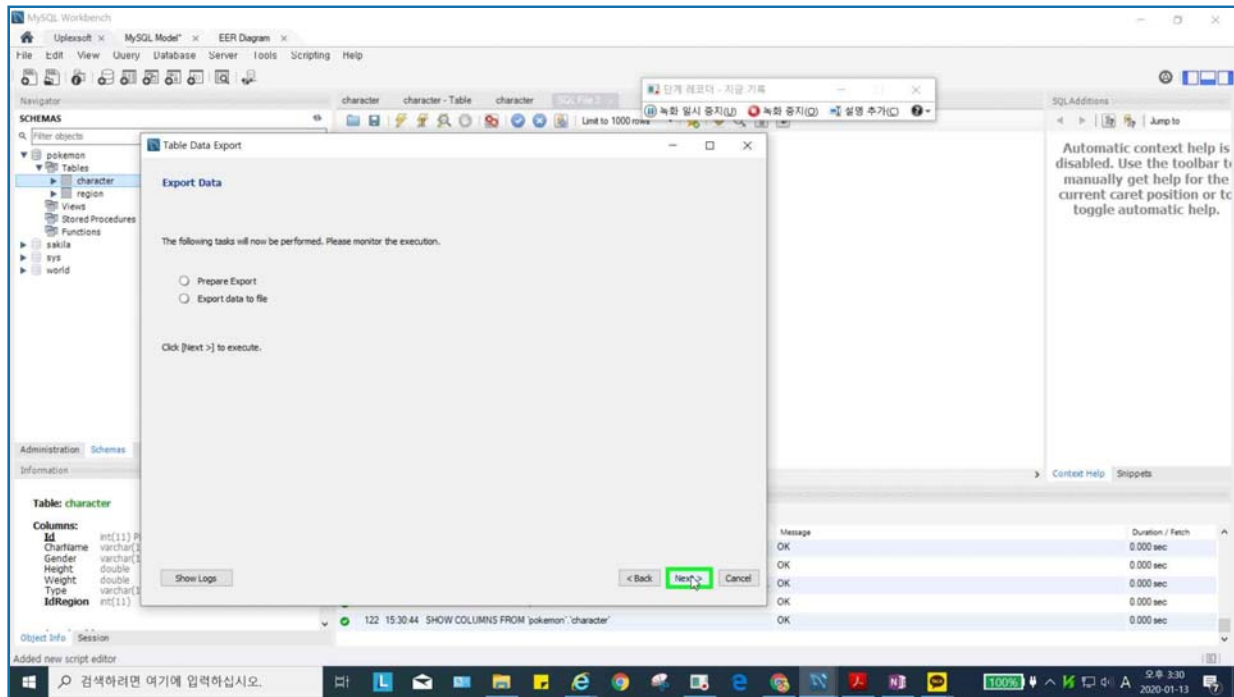 MySQL Workbench
Uplexsoft
MySQL Model*
EER Diagram
File Edit View Query Database Server Tools Scripting Help
단계 레코더 - 지금 기록
녹화 일시 중지(U) 녹화 중지(O) 설명 추가(C)
Navigator
SCHEMAS
Filter objects
pokemon
Tables
character
region
Views
Stored Procedures
Functions
sakila
sys
world
character
character - Table
character
SQL File 3
Limit to 1000 rows
SQLAdditions
Jump to
Automatic context help is
disabled. Use the toolbar to
manually get help for the
current caret position or to
toggle automatic help.
Table Data Export
Export Data
The following tasks will now be performed. Please monitor the execution.
Prepare Export
Export data to file
Click [Next >] to execute.
Show Logs
< Back
Next >
Cancel
Administration Schemas
Information
Table: character
Columns:
Id int(11) P
CharName varchar(1
Gender varchar(1
Height double
Weight double
Type varchar(1
IdRegion int(11)
Object Info Session
Context Help Snippets
Message Duration / Fetch
OK 0.000 sec
OK 0.000 sec
OK 0.000 sec
OK 0.000 sec
122 15:30:44 SHOW COLUMNS FROM `pokemon`.`character` OK 0.000 sec
Added new script editor
검색하려면 여기에 입력하십시오.
100%
A
오후 3:30
2020-01-13